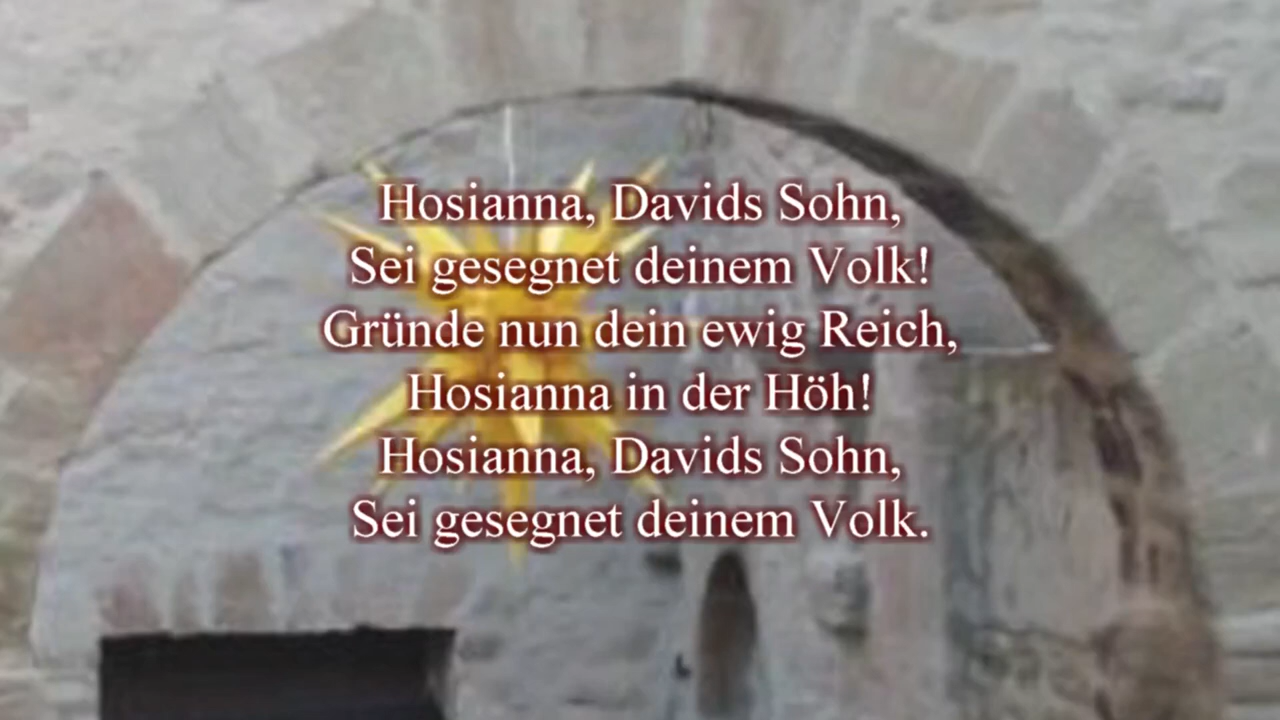 Hosianna, Davids Sohn,
Sei gesegnet deinem Volk!
Gründe nun dein ewig Reich,
Hosianna in der Höh!
Hosianna, Davids Sohn,
Sei gesegnet deinem Volk.